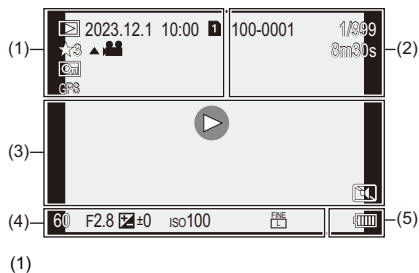 2023.12.1 10:00 1 100-0001 1/999
(1) 3 8m30s (2)
GPS
(3)
(4) 60 F2.8 ±0 ISO100 FINE L (5)
(1)